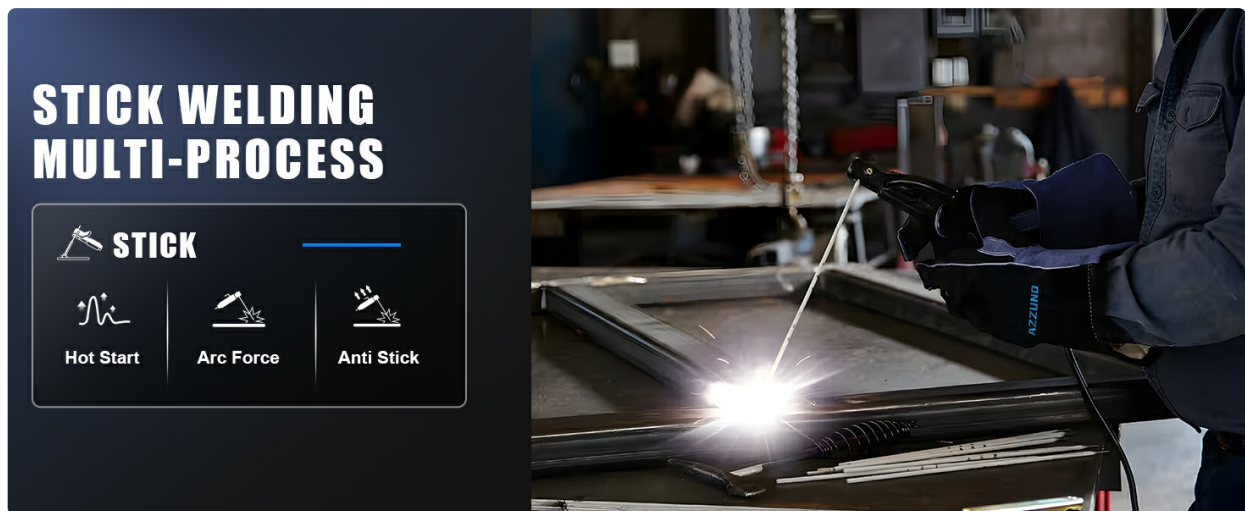 STICK WELDING
MULTI-PROCESS
STICK
Hot Start
Arc Force
Anti Stick
AZZUNO